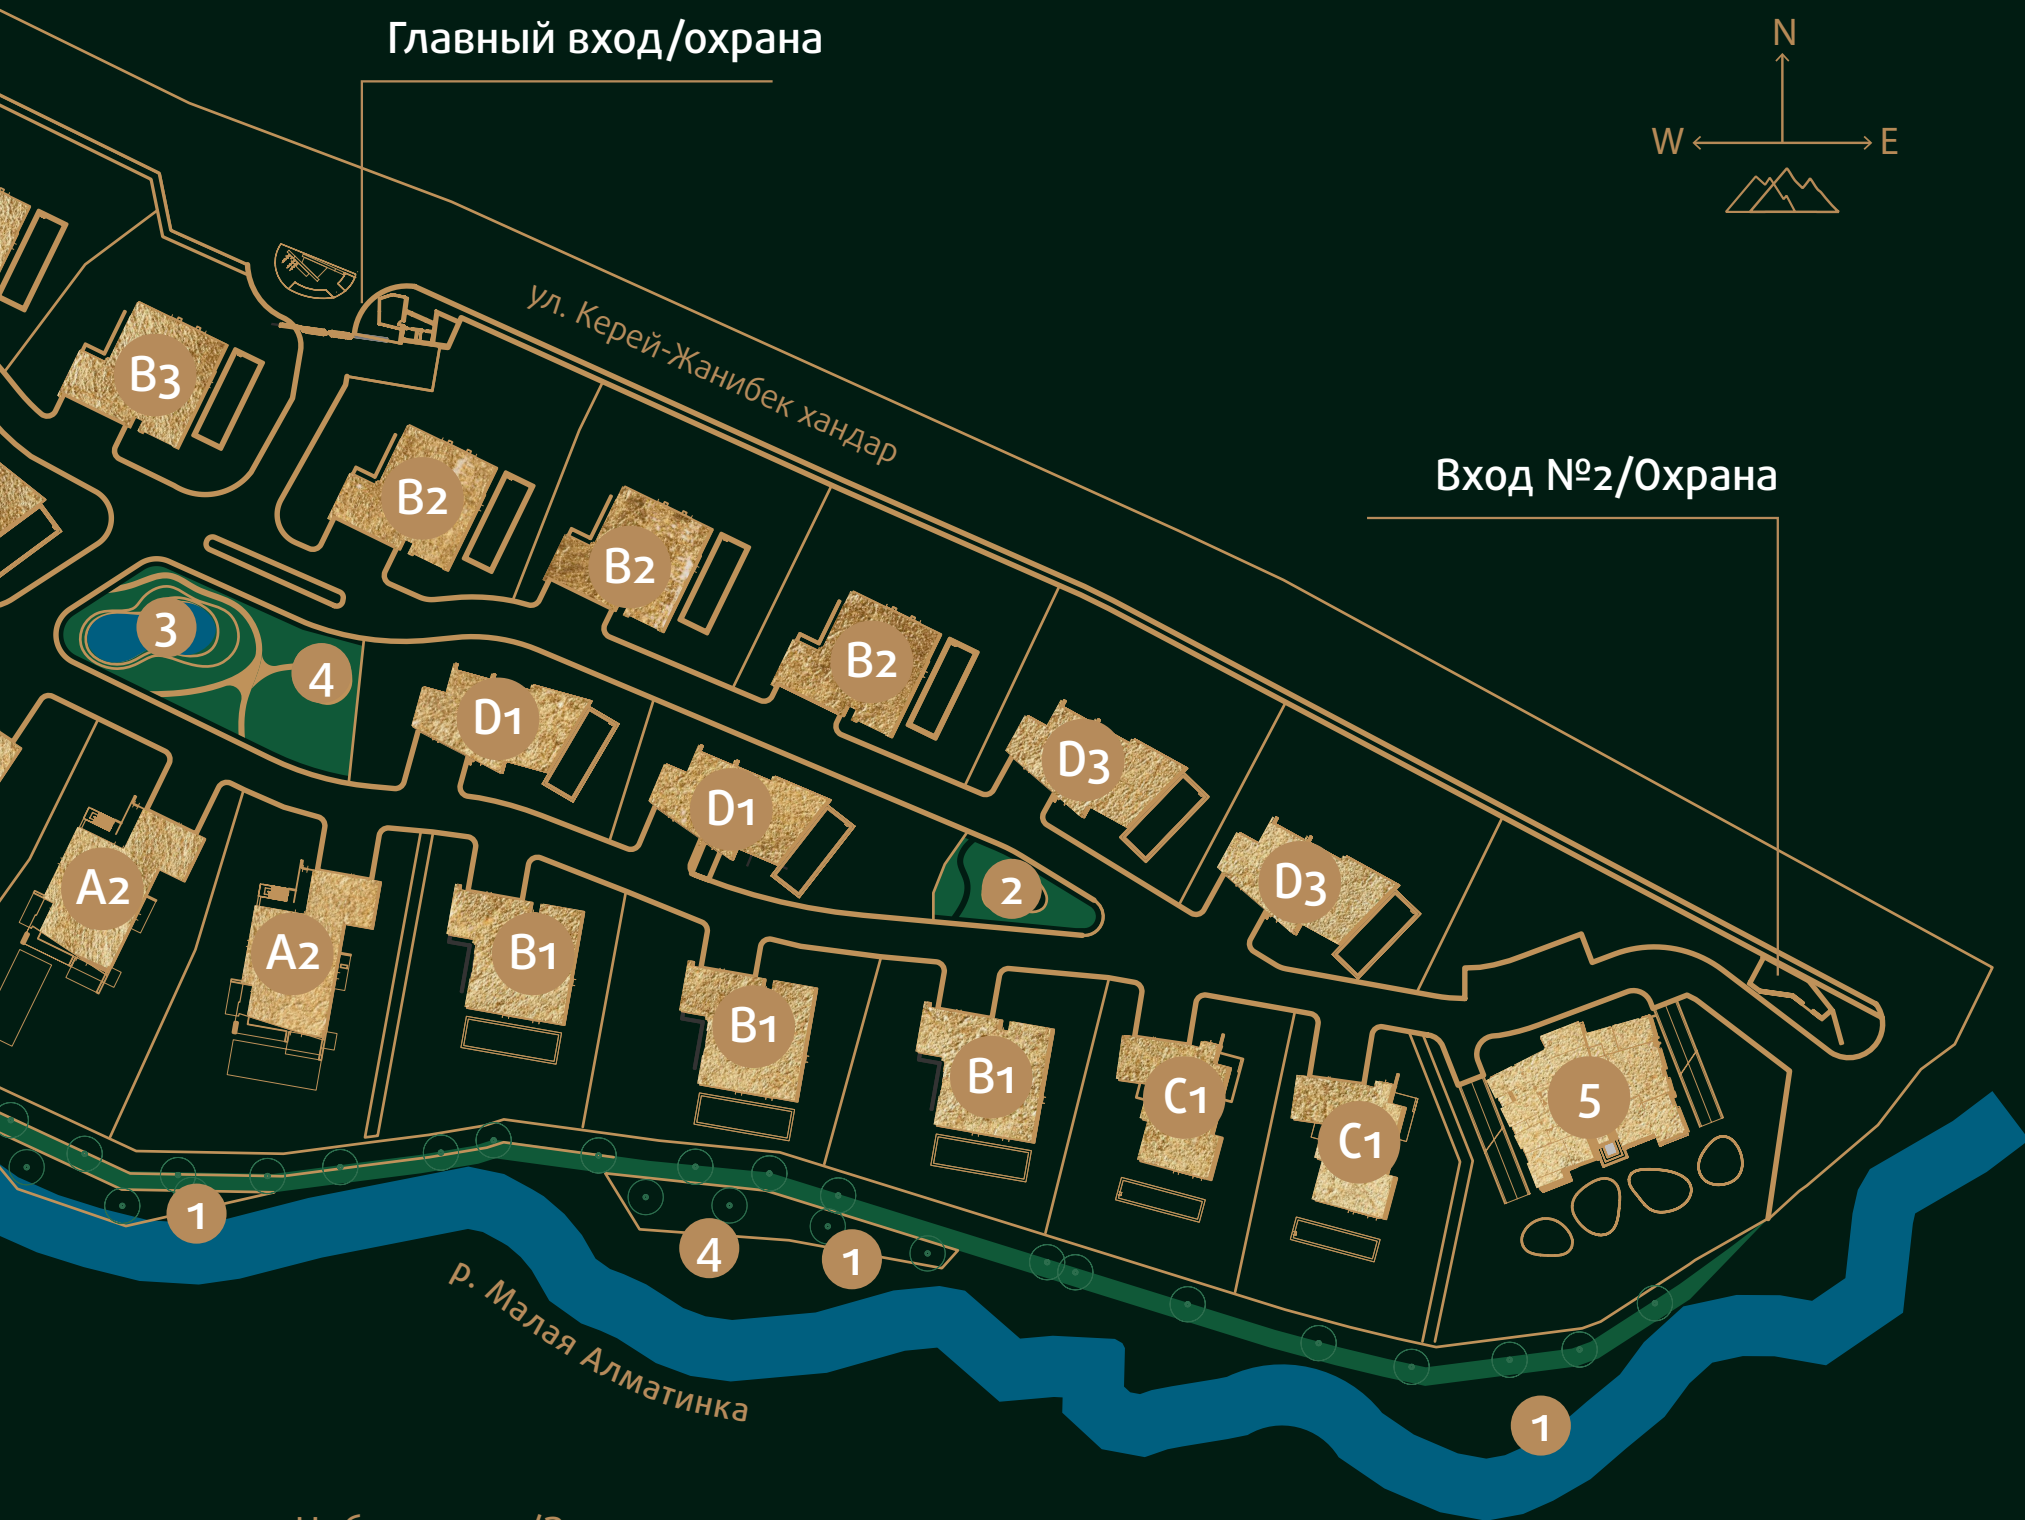 Главный вход/охрана
N
W E
ул. Керей-Жанибек хандар
B3
Вход №2/Охрана
B2
B2
3
B2
4
D1
D3
D1
D3
A2
2
A2
B1
B1
B1
C1
5
C1
1
4
1
р. Малая Алматинка
1